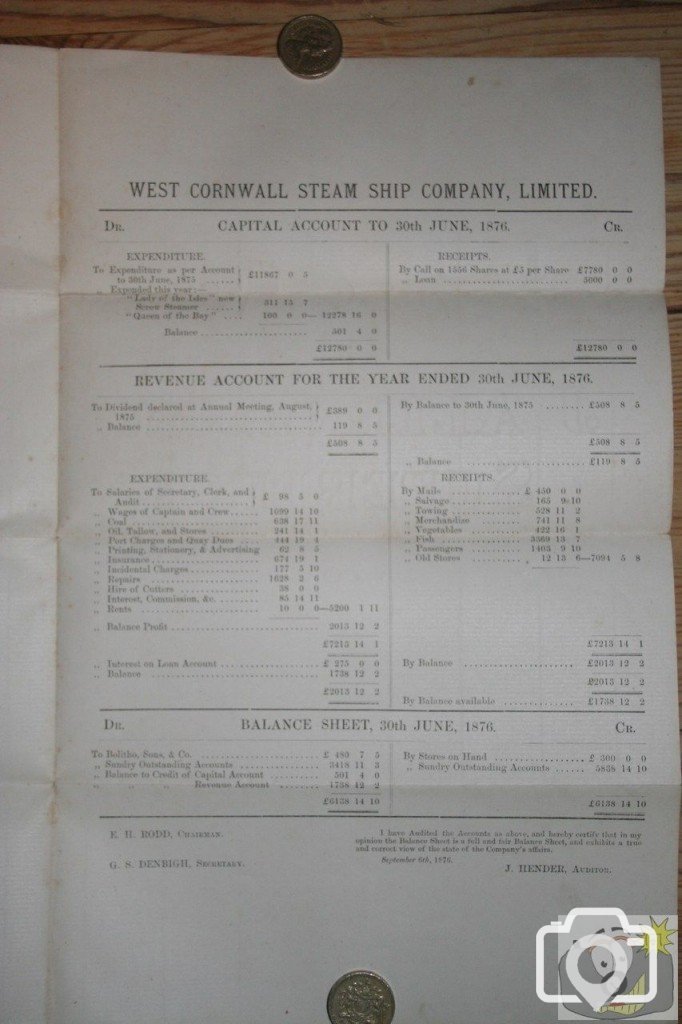 WEST CORNWALL STEAM SHIP COMPANY, LIMITED.
DR. CAPITAL ACCOUNT TO 30th JUNE, 1876. CR.
EXPENDITURE.
To Expenditure as per Account to 30th June, 1875 ...... £11867 0 5
„ Expended this year:—
"Lady of the Isles" new Screw Steamer ...... 311 15 7
"Queen of the Bay" .... 100 0 0— 12278 16 0
Balance .................. 501 4 0
£12780 0 0
RECEIPTS.
By Call on 1556 Shares at £5 per Share £7780 0 0
„ Loan .......................... 5000 0 0
£12780 0 0
REVENUE ACCOUNT FOR THE YEAR ENDED 30th JUNE, 1876.
To Dividend declared at Annual Meeting, August, 1875 .................. £389 0 0
„ Balance .................. 119 8 5
£508 8 5
By Balance to 30th June, 1875 ........ £508 8 5
£508 8 5
„ Balance .................. £119 8 5
EXPENDITURE.
To Salaries of Secretary, Clerk, and Audit .................. £ 98 5 0
„ Wages of Captain and Crew .......... 1099 14 10
„ Coal .................. 638 17 11
„ Oil, Tallow, and Stores .......... 241 14 1
„ Port Charges and Quay Dues ...... 444 19 4
„ Printing, Stationery, & Advertising 62 8 5
„ Insurance .................. 674 19 1
„ Incidental Charges .......... 177 5 10
„ Repairs .................. 1628 2 6
„ Hire of Cutters .......... 38 0 0
„ Interest, Commission, &c. .......... 85 14 11
„ Rents .................. 10 0 0—5200 1 11
„ Balance Profit .................. 2013 12 2
£7213 14 1
RECEIPTS.
By Mails .................. £ 450 0 0
„ Salvage .................. 165 9 10
„ Towing .................. 528 11 2
„ Merchandize .......... 741 11 8
„ Vegetables .......... 422 16 1
„ Fish .................. 3369 13 7
„ Passengers .......... 1403 9 10
„ Old Stores .......... 12 13 6—7094 5 8
£7213 14 1
„ Interest on Loan Account .......... £ 275 0 0
„ Balance .................. 1738 12 2
£2013 12 2
By Balance .................. £2013 12 2
£2013 12 2
By Balance available .................. £1738 12 2
DR. BALANCE SHEET, 30th JUNE, 1876. CR.
To Bolitho, Sons, & Co. .................. £ 480 7 5
„ Sundry Outstanding Accounts .......... 3418 11 3
„ Balance to Credit of Capital Account .......... 501 4 0
„ „ „ Revenue Account .......... 1738 12 2
£6138 14 10
By Stores on Hand .................. £ 300 0 0
„ Sundry Outstanding Accounts ...... 5838 14 10
£6138 14 10
E. H. RODD, CHAIRMAN.
G. S. DENBIGH, SECRETARY.
I have Audited the Accounts as above, and hereby certify that in my
opinion the Balance Sheet is a full and fair Balance Sheet, and exhibits a true
and correct view of the state of the Company's affairs.
September 6th, 1876.
J. HENDER, AUDITOR.